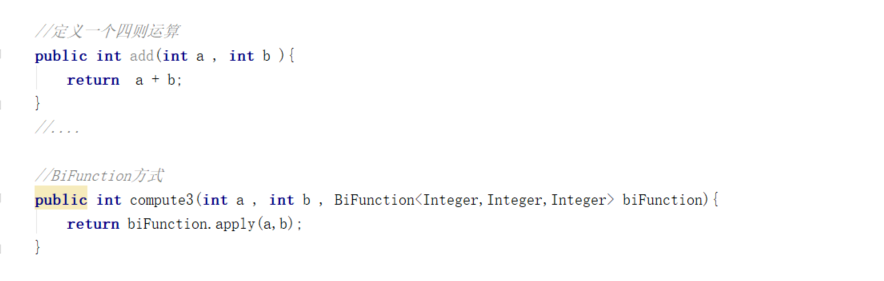 //定义一个四则运算
public int add(int a , int b ){
return  a + b;
}
//....
//BiFunction方式
public int compute3(int a , int b , BiFunction<Integer,Integer,Integer> biFunction){
return biFunction.apply(a,b);
}